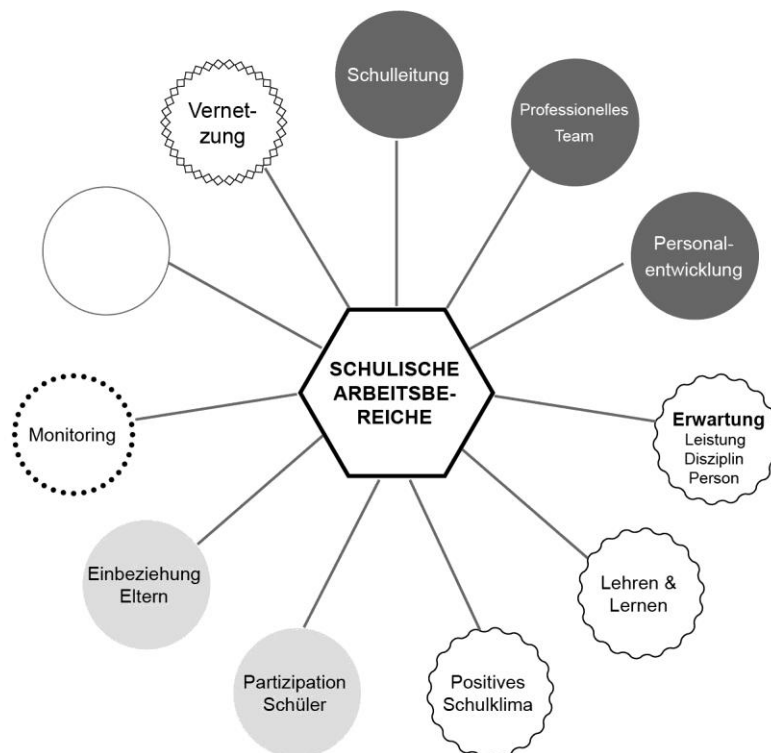 Schulleitung
Professionelles
Team
Personal-
entwicklung
Erwartung
Leistung
Disziplin
Person
Lehren &
Lernen
Positives
Schulklima
Partizipation
Schüler
Einbeziehung
Eltern
Monitoring
Vernet-
zung
SCHULISCHE
ARBEITSBE-
REICHE